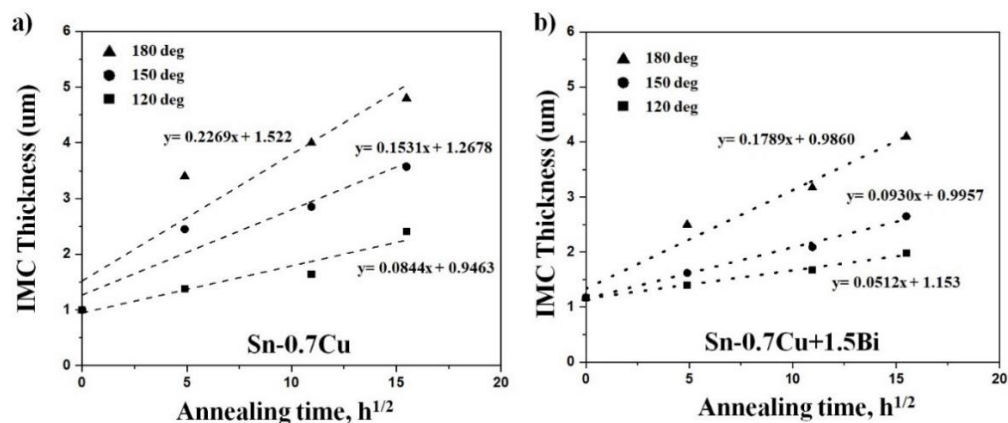 a)
IMC Thickness (um)
6
5
4
3
2
1
0
180 deg
150 deg
120 deg
y= 0.2269x + 1.522
y= 0.1531x + 1.2678
y= 0.0844x + 0.9463
Sn-0.7Cu
0 5 10 15 20
Annealing time, h1/2
b)
IMC Thickness (um)
6
5
4
3
2
1
0
180 deg
150 deg
120 deg
y= 0.1789x + 0.9860
y= 0.0930x + 0.9957
y= 0.0512x + 1.153
Sn-0.7Cu+1.5Bi
0 5 10 15 20
Annealing time, h1/2